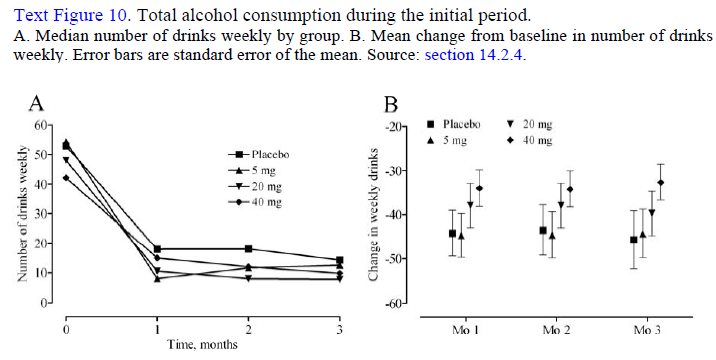 Text Figure 10. Total alcohol consumption during the initial period.
A. Median number of drinks weekly by group. B. Mean change from baseline in number of drinks
weekly. Error bars are standard error of the mean. Source: section 14.2.4.
A
Number of drinks weekly
60
50
40
30
20
10
0
Placebo
5 mg
20 mg
40 mg
0 1 2 3
Time, months
B
Change in weekly drinks
-20
-30
-40
-50
-60
Placebo 20 mg
5 mg 40 mg
Mo 1 Mo 2 Mo 3